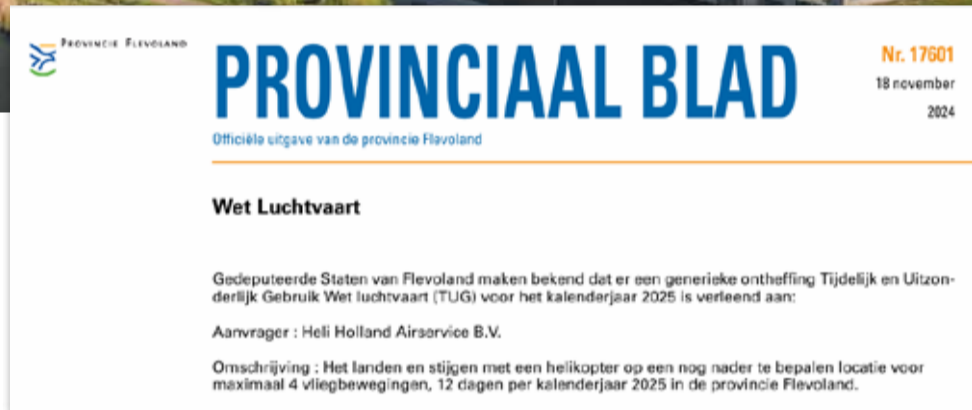 PROVINCIE FLEVOLAND
PROVINCIAAL BLAD
Nr. 17601
18 november
2024
Officiële uitgave van de provincie Flevoland
Wet Luchtvaart
Gedeputeerde Staten van Flevoland maken bekend dat er een generieke ontheffing Tijdelijk en Uitzon-
derlijk Gebruik Wet luchtvaart (TUG) voor het kalenderjaar 2025 is verleend aan:
Aanvrager : Heli Holland Airservice B.V.
Omschrijving : Het landen en stijgen met een helikopter op een nog nader te bepalen locatie voor
maximaal 4 vliegbewegingen, 12 dagen per kalenderjaar 2025 in de provincie Flevoland.